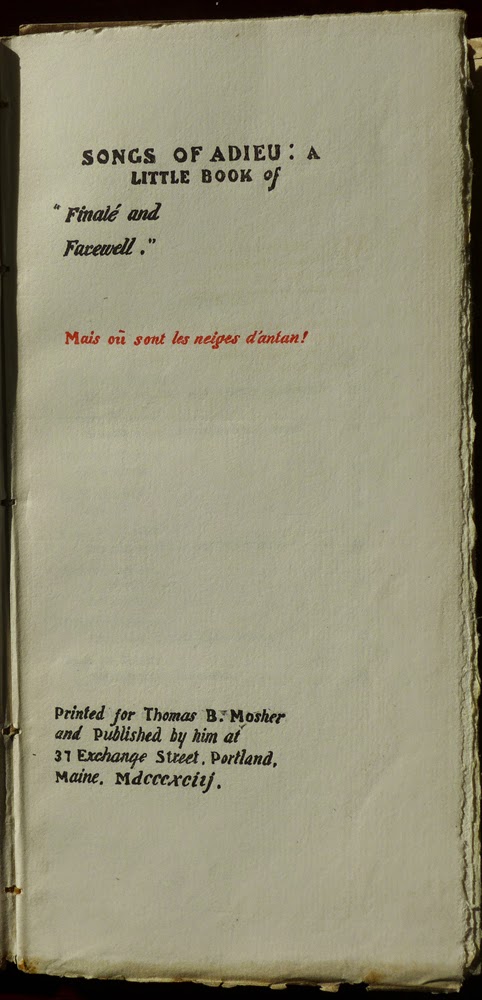 SONGS OF ADIEU: A
LITTLE BOOK of
"Finalé and
Farewell."
Mais où sont les neiges d'antan!
Printed for Thomas B. Mosher
and Published by him at
37 Exchange Street, Portland,
Maine. Mdcccxciij.